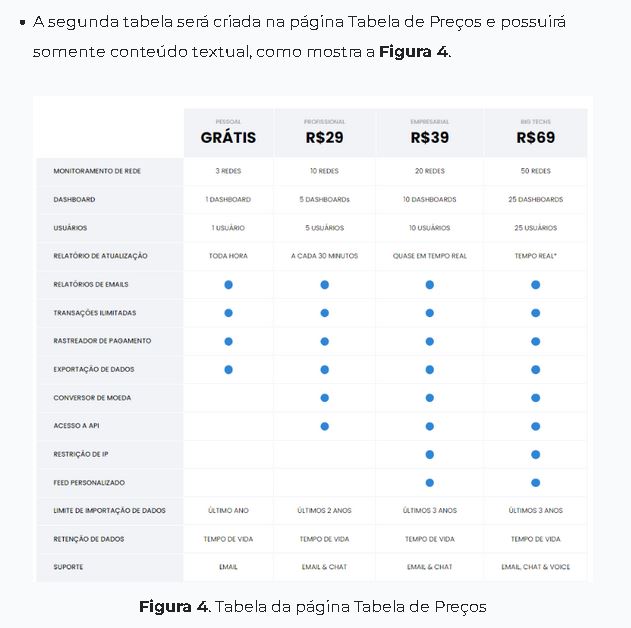 A segunda tabela será criada na página Tabela de Preços e possuirá
somente conteúdo textual, como mostra a Figura 4.
PESSOAL PROFISSIONAL EMPRESARIAL BIG TECHS
GRÁTIS R$29 R$39 R$69
MONITORAMENTO DE REDE 3 REDES 10 REDES 20 REDES 50 REDES
DASHBOARD 1 DASHBOARD 5 DASHBOARDs 10 DASHBOARDS 25 DASHBOARDS
USUÁRIOS 1 USUÁRIO 5 USUÁRIOS 10 USUÁRIOS 25 USUÁRIOS
RELATÓRIO DE ATUALIZAÇÃO TODA HORA A CADA 30 MINUTOS QUASE EM TEMPO REAL TEMPO REAL*
RELATÓRIOS DE EMAILS
TRANSAÇÕES ILIMITADAS
RASTREADOR DE PAGAMENTO
EXPORTAÇÃO DE DADOS
CONVERSOR DE MOEDA
ACESSO A API
RESTRIÇÃO DE IP
FEED PERSONALIZADO
LIMITE DE IMPORTAÇÃO DE DADOS ÚLTIMO ANO ÚLTIMOS 2 ANOS ÚLTIMOS 3 ANOS ÚLTIMOS 3 ANOS
RETENÇÃO DE DADOS TEMPO DE VIDA TEMPO DE VIDA TEMPO DE VIDA TEMPO DE VIDA
SUPORTE EMAIL EMAIL & CHAT EMAIL & CHAT EMAIL, CHAT & VOICE
Figura 4. Tabela da página Tabela de Preços